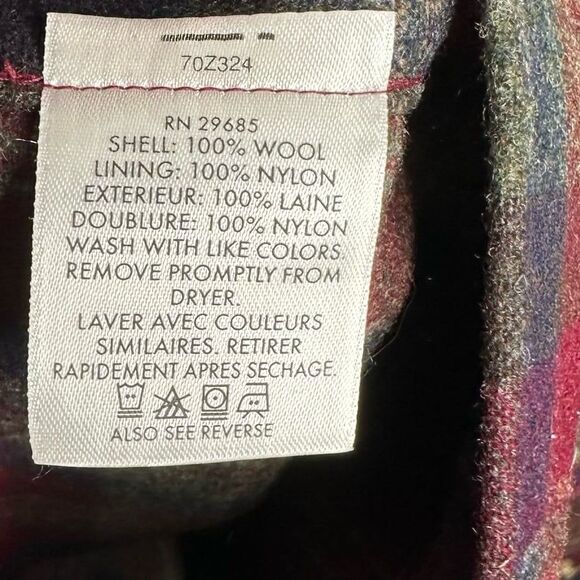 70Z324
RN 29685
SHELL: 100% WOOL
LINING: 100% NYLON
EXTERIEUR: 100% LAINE
DOUBLURE: 100% NYLON
WASH WITH LIKE COLORS.
REMOVE PROMPTLY FROM
DRYER.
LAVER AVEC COULEURS
SIMILAIRES. RETIRER
RAPIDEMENT APRES SECHAGE.
ALSO SEE REVERSE